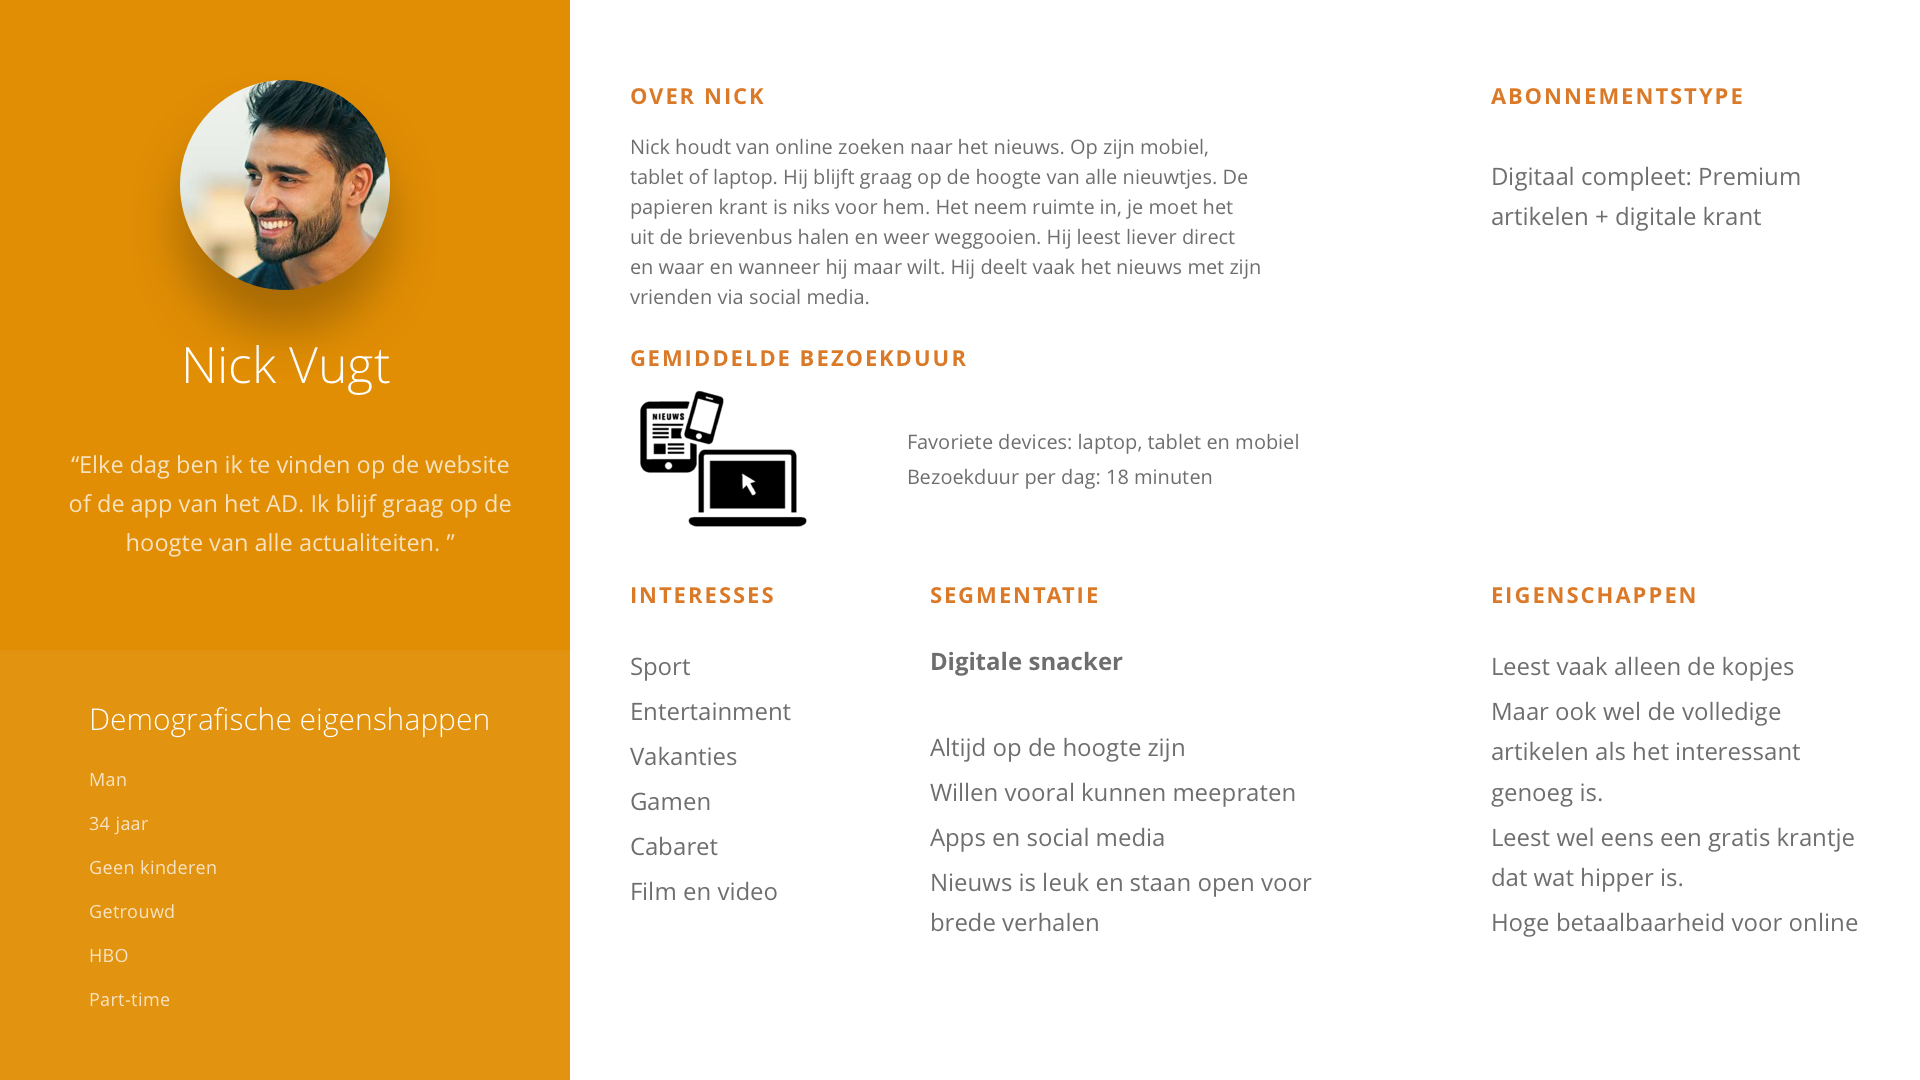 Nick Vugt
“Elke dag ben ik te vinden op de website
of de app van het AD. Ik blijf graag op de
hoogte van alle actualiteiten. ”
Demografische eigenshappen
Man
34 jaar
Geen kinderen
Getrouwd
HBO
Part-time
OVER NICK
Nick houdt van online zoeken naar het nieuws. Op zijn mobiel,
tablet of laptop. Hij blijft graag op de hoogte van alle nieuwtjes. De
papieren krant is niks voor hem. Het neem ruimte in, je moet het
uit de brievenbus halen en weer weggooien. Hij leest liever direct
en waar en wanneer hij maar wilt. Hij deelt vaak het nieuws met zijn
vrienden via social media.
ABONNEMENTSTYPE
Digitaal compleet: Premium
artikelen + digitale krant
GEMIDDELDE BEZOEKDUUR
NIEUWS
Favoriete devices: laptop, tablet en mobiel
Bezoekduur per dag: 18 minuten
INTERESSES
Sport
Entertainment
Vakanties
Gamen
Cabaret
Film en video
SEGMENTATIE
Digitale snacker
Altijd op de hoogte zijn
Willen vooral kunnen meepraten
Apps en social media
Nieuws is leuk en staan open voor
brede verhalen
EIGENSCHAPPEN
Leest vaak alleen de kopjes
Maar ook wel de volledige
artikelen als het interessant
genoeg is.
Leest wel eens een gratis krantje
dat wat hipper is.
Hoge betaalbaarheid voor online